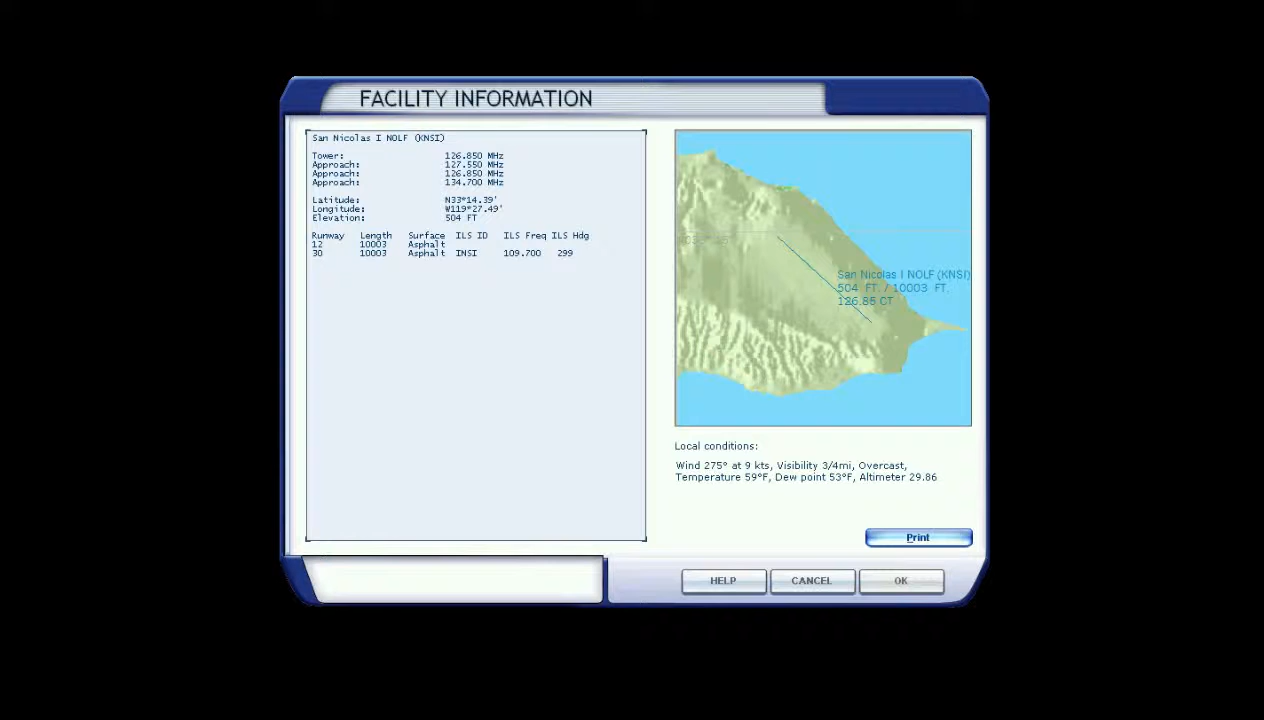 FACILITY INFORMATION
San Nicolas I NOLF (KNSI)
Tower: 126.850 MHz
Approach: 127.550 MHz
Approach: 126.850 MHz
Approach: 134.700 MHz
Latitude: N33*14.39'
Longitude: W119*27.49'
Elevation: 504 FT
Runway Length Surface ILS ID ILS Freq ILS Hdg
12 10003 Asphalt
30 10003 Asphalt INSI 109.700 299
San Nicolas I NOLF (KNSI)
504 FT. / 10003 FT.
126.85 CT
Local conditions:
Wind 275° at 9 kts, Visibility 3/4mi, Overcast,
Temperature 59°F, Dew point 53°F, Altimeter 29.86
Print
HELP CANCEL OK